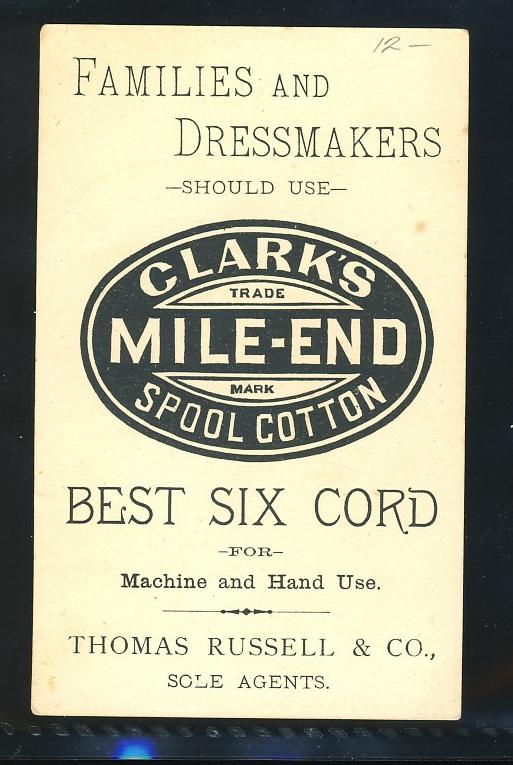 12-
FAMILIES AND
DRESSMAKERS
-SHOULD USE-
CLARK'S
TRADE
MILE-END
MARK
SPOOL COTTON
BEST SIX CORD
-FOR-
Machine and Hand Use.
THOMAS RUSSELL & CO.,
SOLE AGENTS.